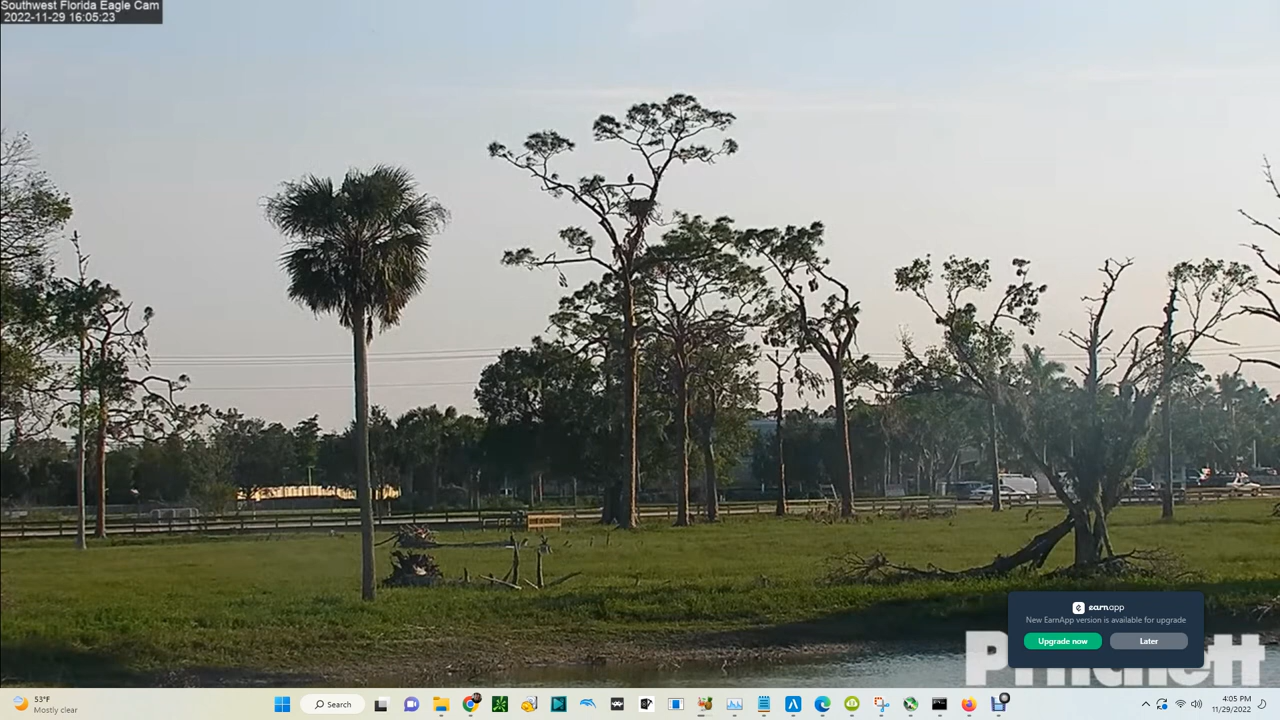 Southwest Florida Eagle Cam
2022-11-29 16:05:23
earnapp
New EarnApp version is available for upgrade
Upgrade now
Later
Pritchett
53°F
Mostly clear
Search
4:05 PM
11/29/2022